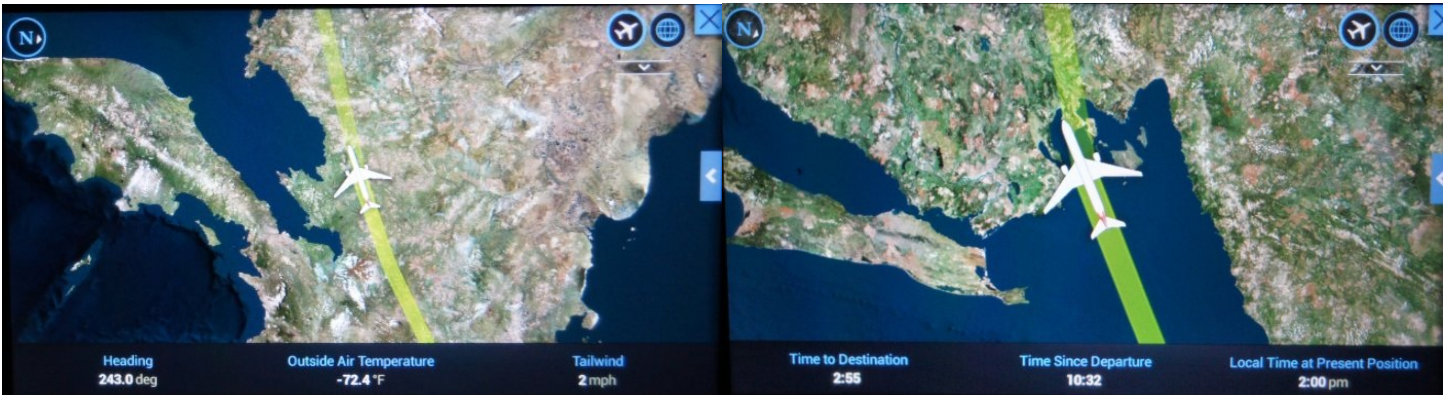 N
Heading
Outside Air Temperature
Tailwind
243.0 deg
-72.4 °F
2 mph
N
Time to Destination
Time Since Departure
Local Time at Present Position
2:55
10:32
2:00 pm